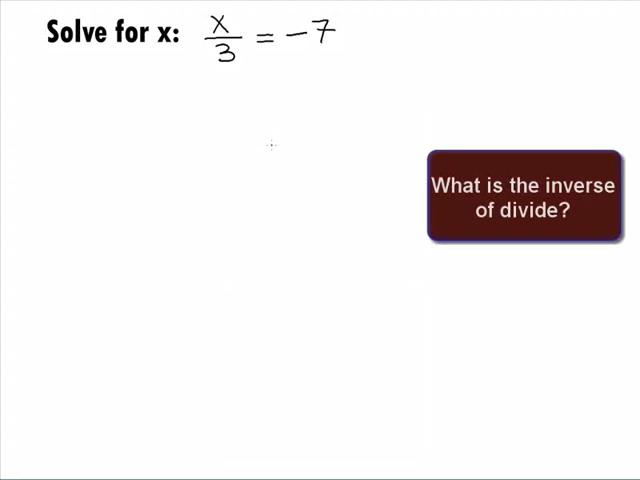 Solve for x: x/3 = -7
What is the inverse
of divide?